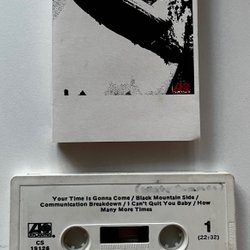 Your Time Is Gonna Come / Black Mountain Side /
Communication Breakdown / I Can't Quit You Baby / How
Many More Times
CS
19126
1
(22:32)